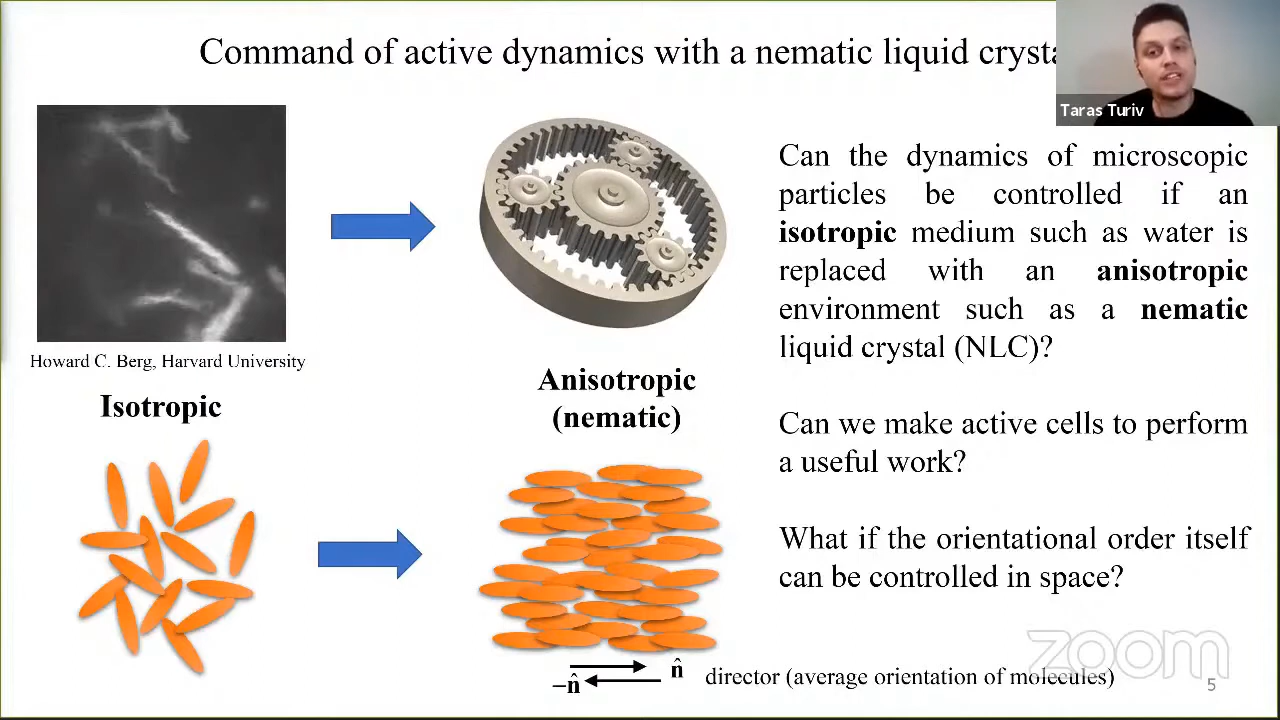 Command of active dynamics with a nematic liquid
Taras Turiv
Can the dynamics of microscopic
particles be controlled if an
isotropic medium such as water is
replaced with an anisotropic
environment such as a nematic
liquid crystal (NLC)?
Howard C. Berg, Harvard University
Isotropic
Anisotropic
(nematic)
Can we make active cells to perform
a useful work?
What if the orientational order itself
can be controlled in space?
−n̂
n̂
director (average orientation of molecules)
zoom
5